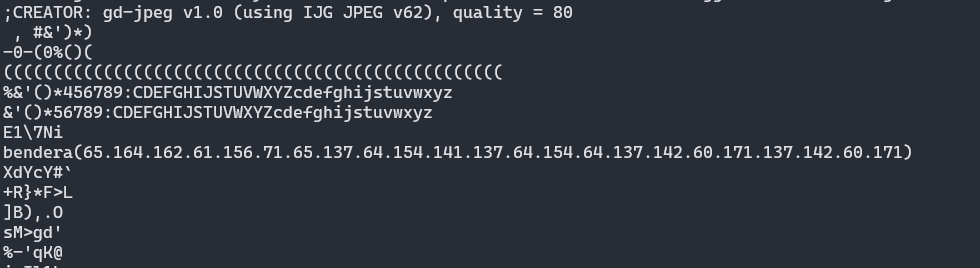 ;CREATOR: gd-jpeg v1.0 (using IJG JPEG v62), quality = 80
 , #&')*)
-0-(0%()(
((((((((((((((((((((((((((((((((((((((((((((((((((
%&'()*456789:CDEFGHIJSTUVWXYZcdefghijstuvwxyz
&'()*56789:CDEFGHIJSTUVWXYZcdefghijstuvwxyz
E1\7Ni
bendera(65.164.162.61.156.71.65.137.64.154.141.137.64.154.64.137.142.60.171.137.142.60.171)
XdYcY#`
+R}*F>L
]B),.O
sM>gd'
%-'qK@